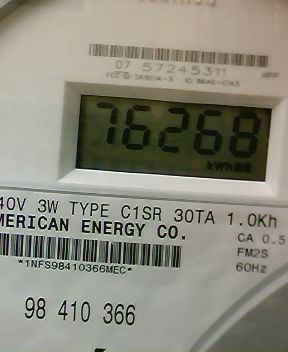 07 57245311
76268
kWh
40V 3W TYPE C1SR 30TA 1.0Kh
MERICAN ENERGY CO.
CA 0.5
FM2S
*1NFS98410366MEC*
60Hz
98 410 366